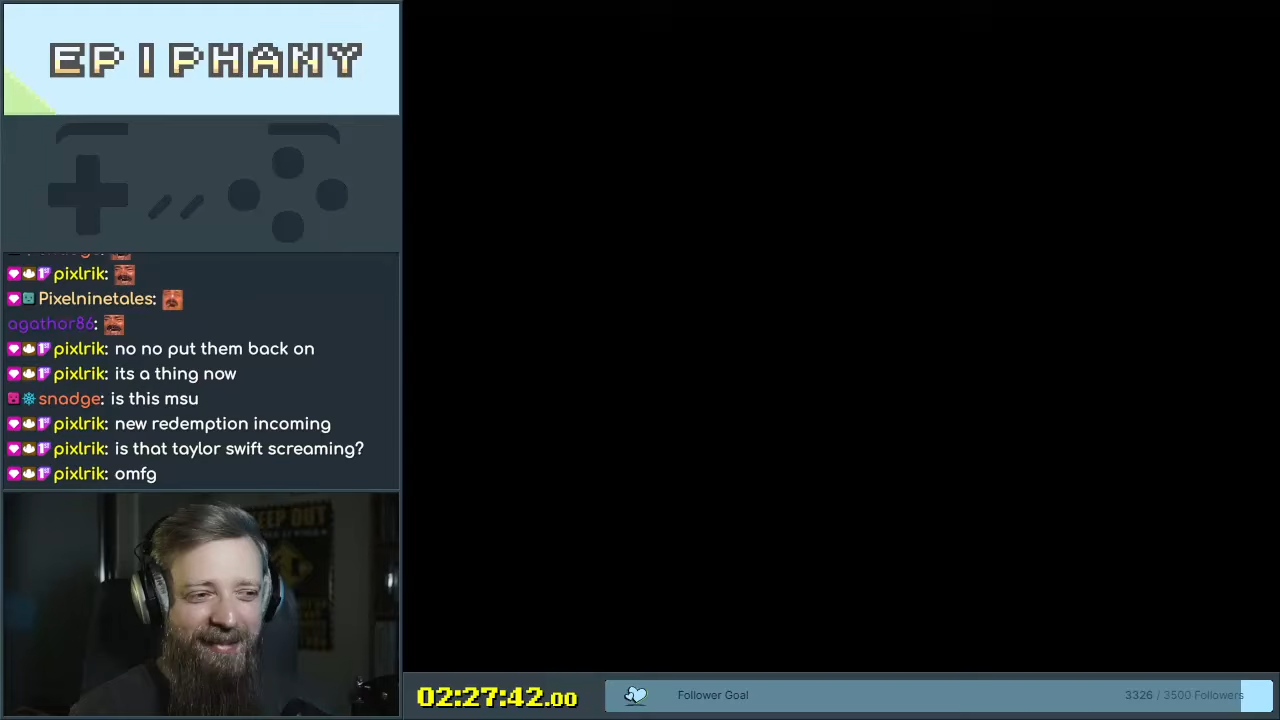 EPIPHANY
pixlrik:
Pixelninetales:
agathor86:
pixlrik: no no put them back on
pixlrik: its a thing now
snadge: is this msu
pixlrik: new redemption incoming
pixlrik: is that taylor swift screaming?
pixlrik: omfg
02:27:42.00
Follower Goal
3326 / 3500 Followers